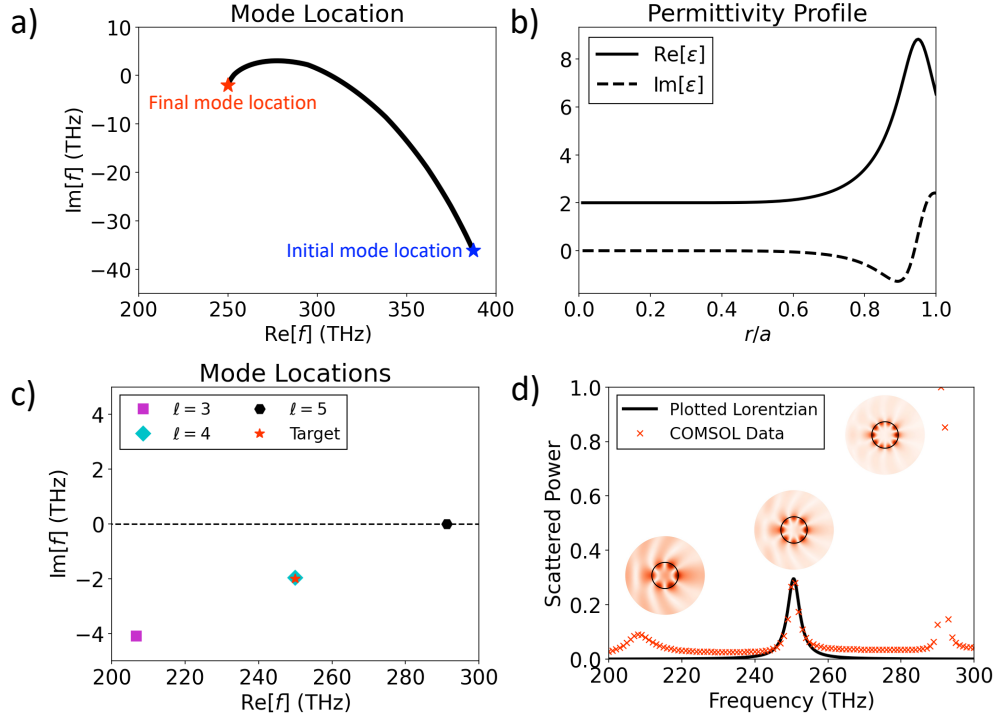 a)
Mode Location
10
0
−10
−20
−30
−40
Im[f] (THz)
Final mode location
Initial mode location
200
250
300
350
400
Re[f] (THz)
b)
Permittivity Profile
8
6
4
2
0
Re[ε]
Im[ε]
0.0
0.2
0.4
0.6
0.8
1.0
r/a
c)
Mode Locations
4
2
0
−2
−4
Im[f] (THz)
ℓ = 3
ℓ = 4
ℓ = 5
Target
200
220
240
260
280
300
Re[f] (THz)
d)
1.0
0.8
0.6
0.4
0.2
0.0
Scattered Power
Plotted Lorentzian
COMSOL Data
200
220
240
260
280
300
Frequency (THz)